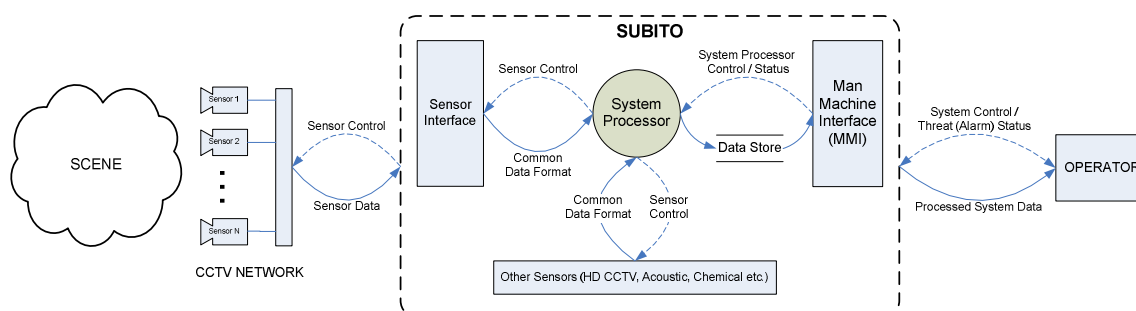 SUBITO
SCENE
Sensor 1
Sensor 2
Sensor N
CCTV NETWORK
Sensor Control
Sensor Data
Sensor
Interface
Sensor Control
Common
Data Format
System
Processor
System Processor
Control / Status
Data Store
Man
Machine
Interface
(MMI)
Common
Data Format
Sensor
Control
Other Sensors (HD CCTV, Acoustic, Chemical etc.)
System Control /
Threat (Alarm) Status
Processed System Data
OPERATOR